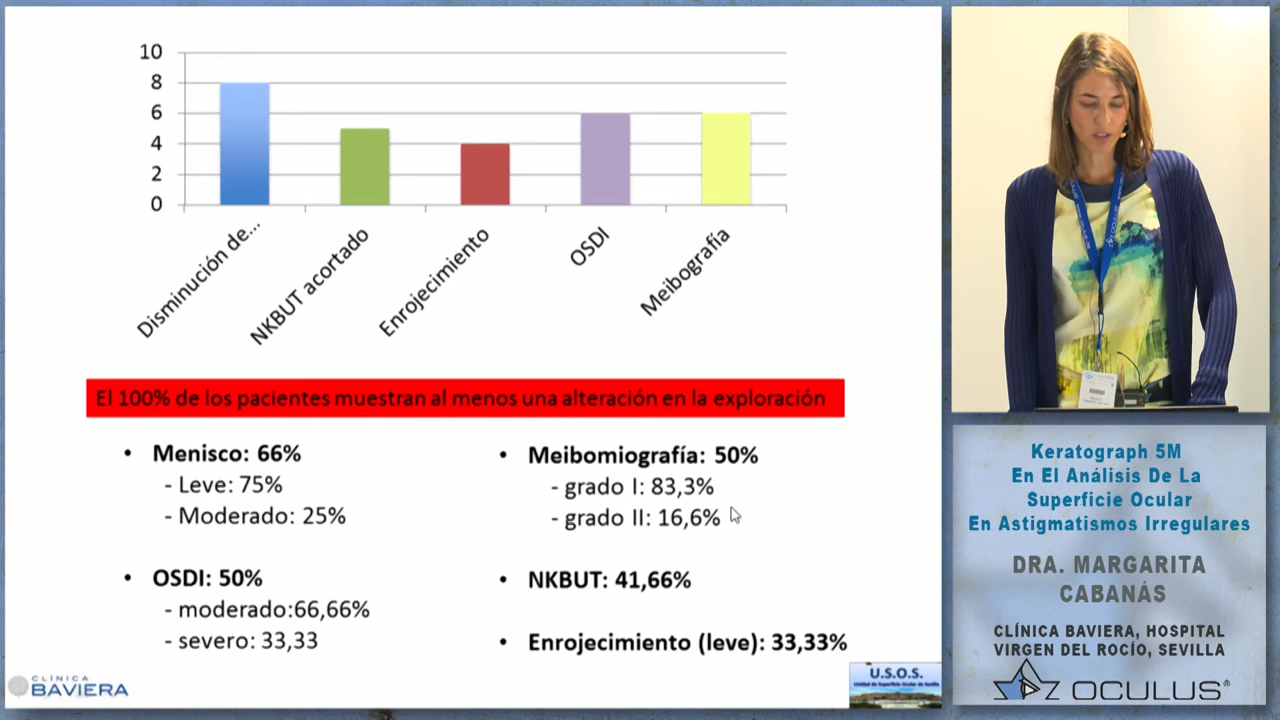 10
8
6
4
2
0
Disminución de...
NKBUT acortado
Enrojecimiento
OSDI
Meibografía
El 100% de los pacientes muestran al menos una alteración en la exploración
• Menisco: 66%
- Leve: 75%
- Moderado: 25%
• OSDI: 50%
- moderado:66,66%
- severo: 33,33
• Meibomiografía: 50%
- grado I: 83,3%
- grado II: 16,6%
• NKBUT: 41,66%
• Enrojecimiento (leve): 33,33%
CLÍNICA
BAVIERA
U.S.O.S.
Unidad de Superficie Ocular de Sevilla
OCULUS
Keratograph 5M
En El Análisis De La
Superficie Ocular
En Astigmatismos Irregulares
DRA. MARGARITA
CABANÁS
CLÍNICA BAVIERA, HOSPITAL
VIRGEN DEL ROCÍO, SEVILLA
OCULUS®